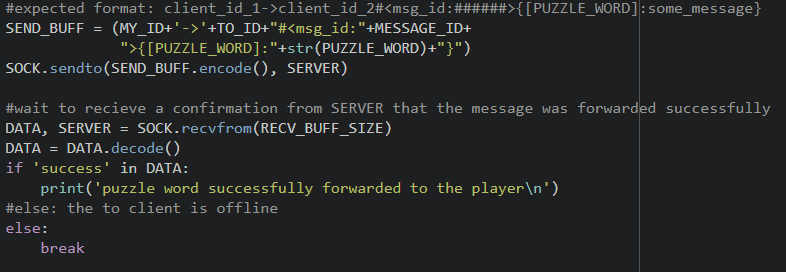 #expected format: client_id_1->client_id_2#<msg_id:######>{[PUZZLE_WORD]:some_message}
SEND_BUFF = (MY_ID+'->'+TO_ID+"#<msg_id:"+MESSAGE_ID+
">{[PUZZLE_WORD]:"+str(PUZZLE_WORD)+"}")
SOCK.sendto(SEND_BUFF.encode(), SERVER)
#wait to recieve a confirmation from SERVER that the message was forwarded successfully
DATA, SERVER = SOCK.recvfrom(RECV_BUFF_SIZE)
DATA = DATA.decode()
if 'success' in DATA:
print('puzzle word successfully forwarded to the player\n')
#else: the to client is offline
else:
break